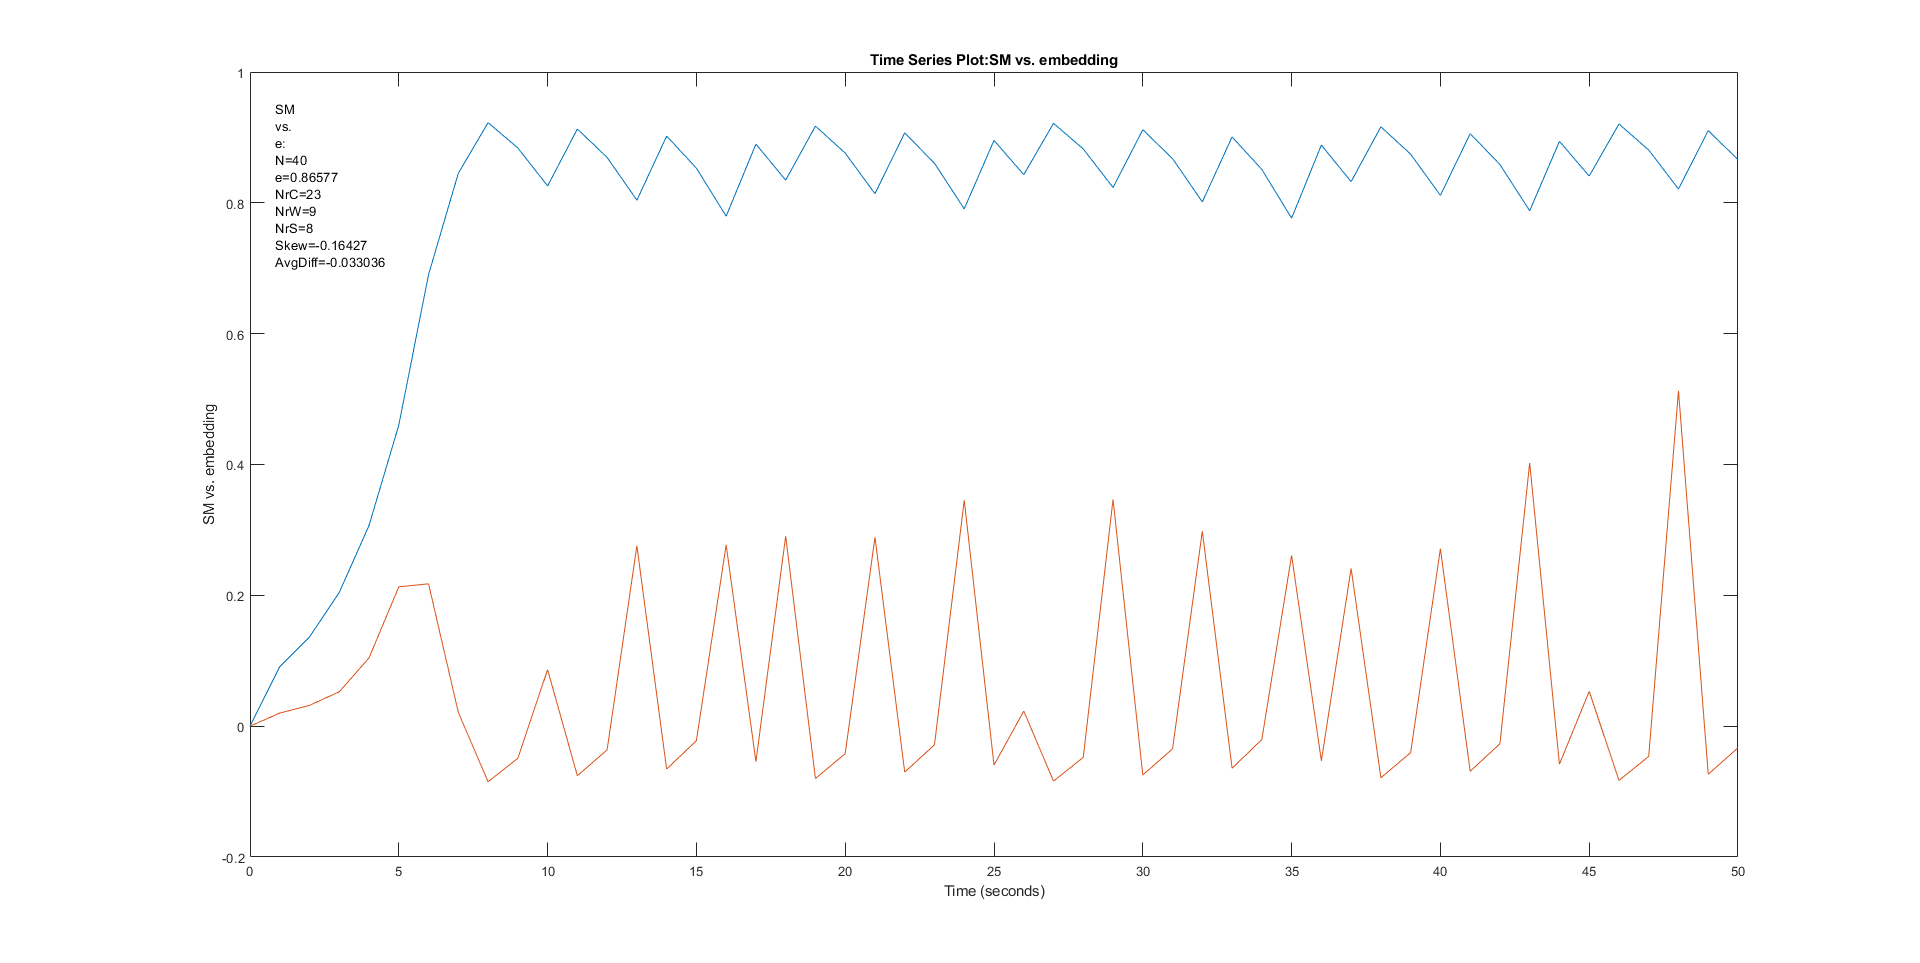 Time Series Plot:SM vs. embedding
SM
vs.
e:
N=40
e=0.86577
NrC=23
NrW=9
NrS=8
Skew=-0.16427
AvgDiff=-0.033036
SM vs. embedding
1
0.8
0.6
0.4
0.2
0
-0.2
0 5 10 15 20 25 30 35 40 45 50
Time (seconds)